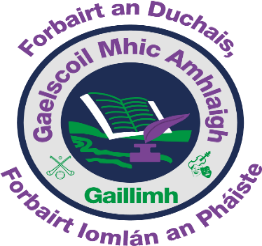 Forbairt an Duchais,
Gaelscoil Mhic Amhlaigh
Gaillimh
Forbairt Iomlán an Pháiste